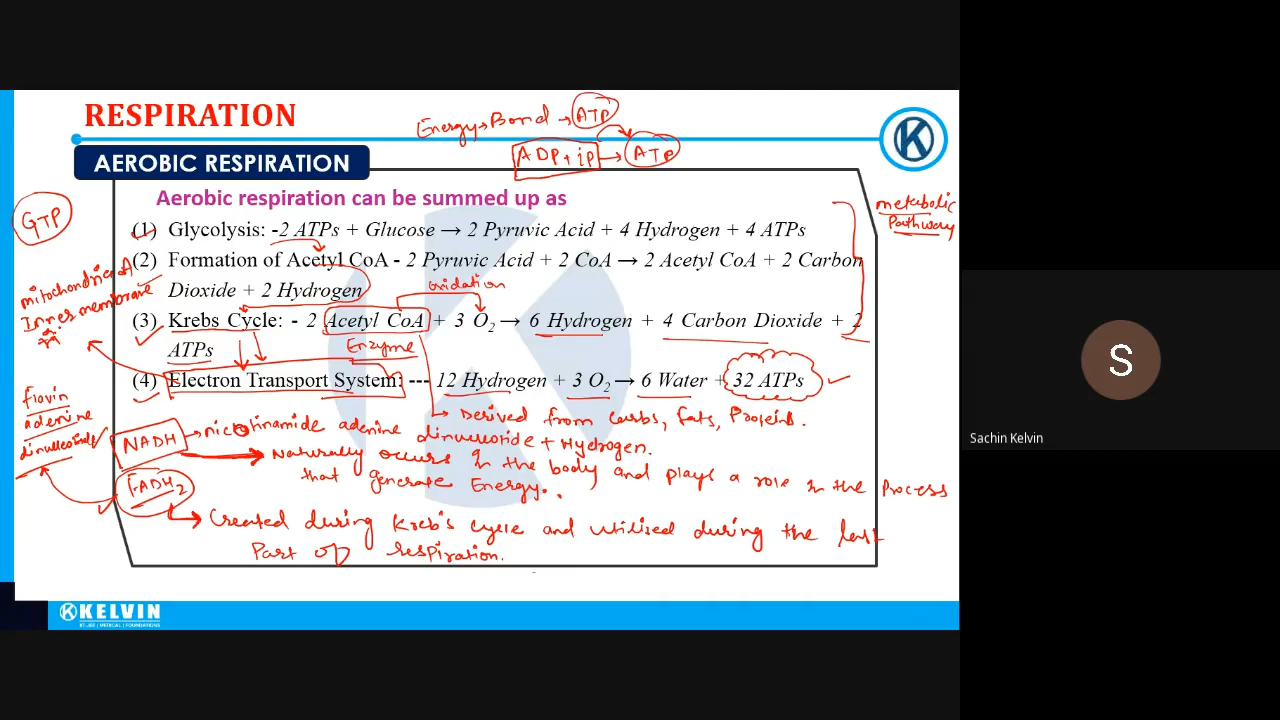 RESPIRATION
Energy → Bond → ATP
ADP + iP → ATP
AEROBIC RESPIRATION
Aerobic respiration can be summed up as
GTP
metabolic
Pathway
(1) Glycolysis: -2 ATPs + Glucose → 2 Pyruvic Acid + 4 Hydrogen + 4 ATPs
(2) Formation of Acetyl CoA - 2 Pyruvic Acid + 2 CoA → 2 Acetyl CoA + 2 Carbon
Dioxide + 2 Hydrogen
oxidation
mitochondrial
Inner membrane
(3) Krebs Cycle: - 2 Acetyl CoA + 3 O₂ → 6 Hydrogen + 4 Carbon Dioxide + 2
ATPs
Enzyme
(4) Electron Transport System: --- 12 Hydrogen + 3 O₂ → 6 Water + 32 ATPs
Derived from carbs, fats, Proteins.
flavin
adenine
dinucleotide
NADH → nicotinamide adenine dinucleotide + Hydrogen.
Naturally occurs in the body and plays a role in the process
that generate Energy.
FADH₂
Created during Kreb's cycle and utilised during the last
Part of respiration.
K
KELVIN
IIT-JEE | MEDICAL | FOUNDATIONS
S
Sachin Kelvin